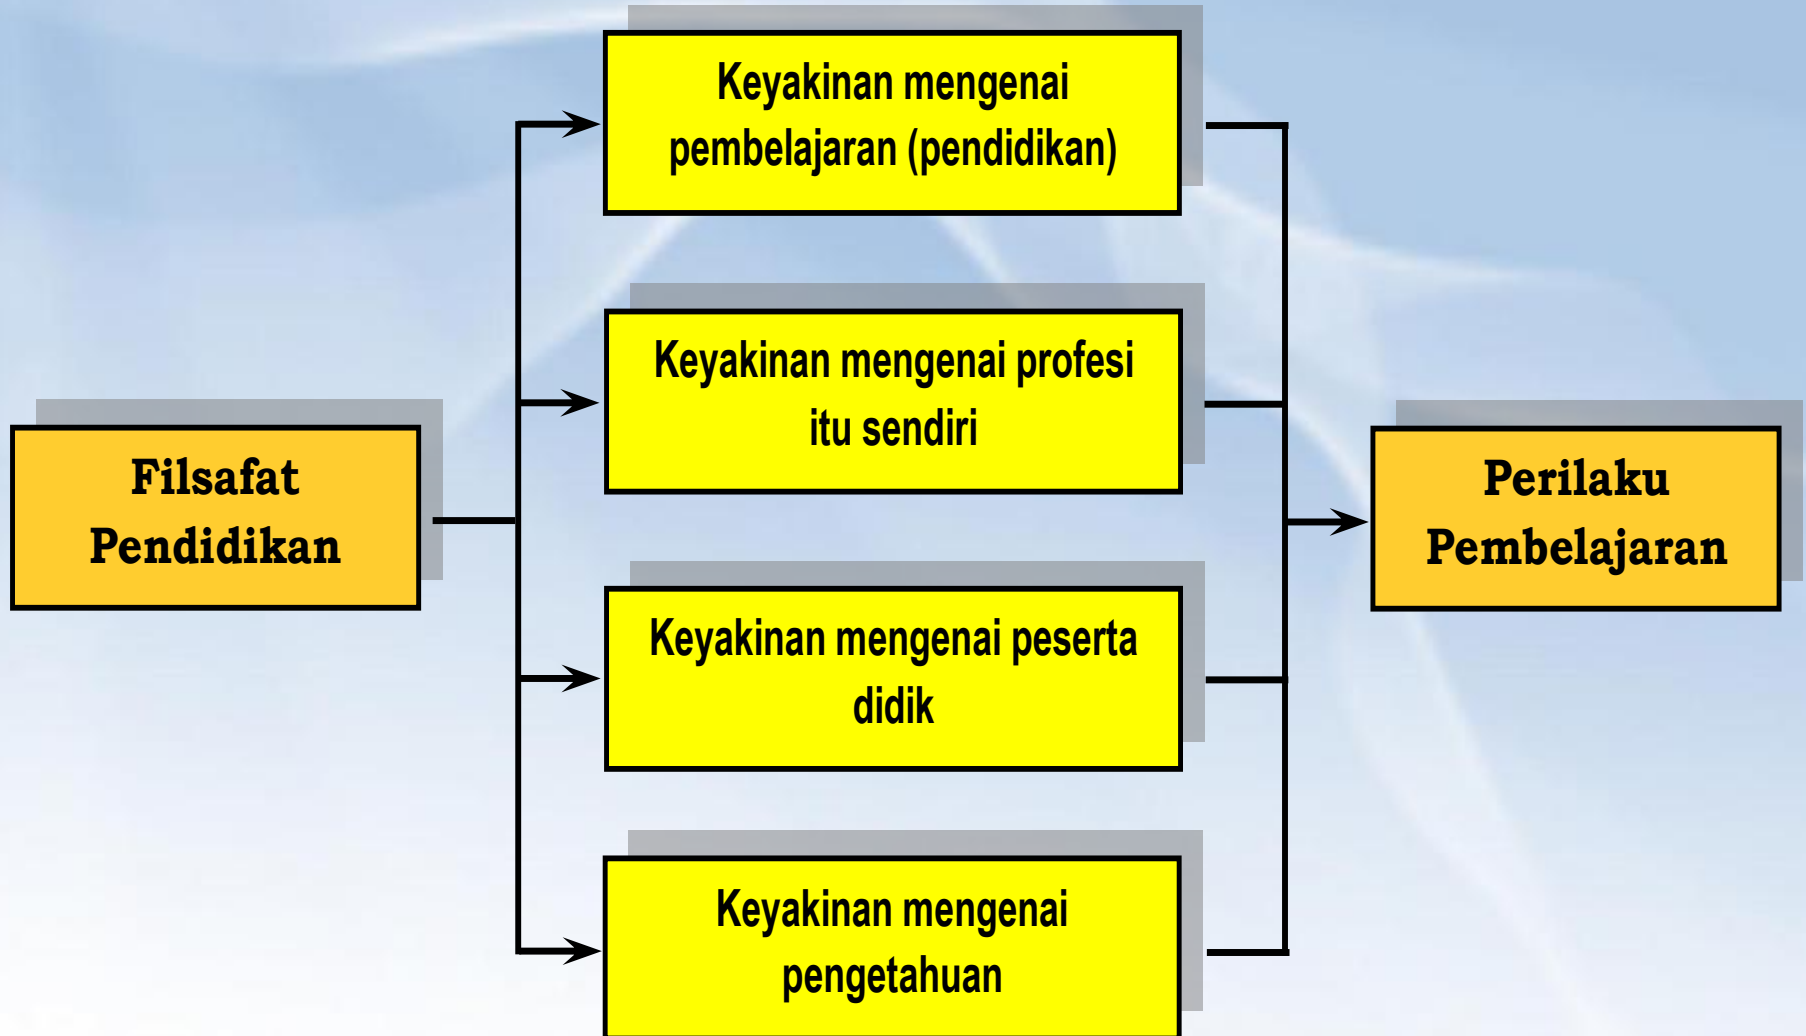 Keyakinan mengenai
pembelajaran (pendidikan)
Keyakinan mengenai profesi
itu sendiri
Filsafat
Pendidikan
Perilaku
Pembelajaran
Keyakinan mengenai peserta
didik
Keyakinan mengenai
pengetahuan